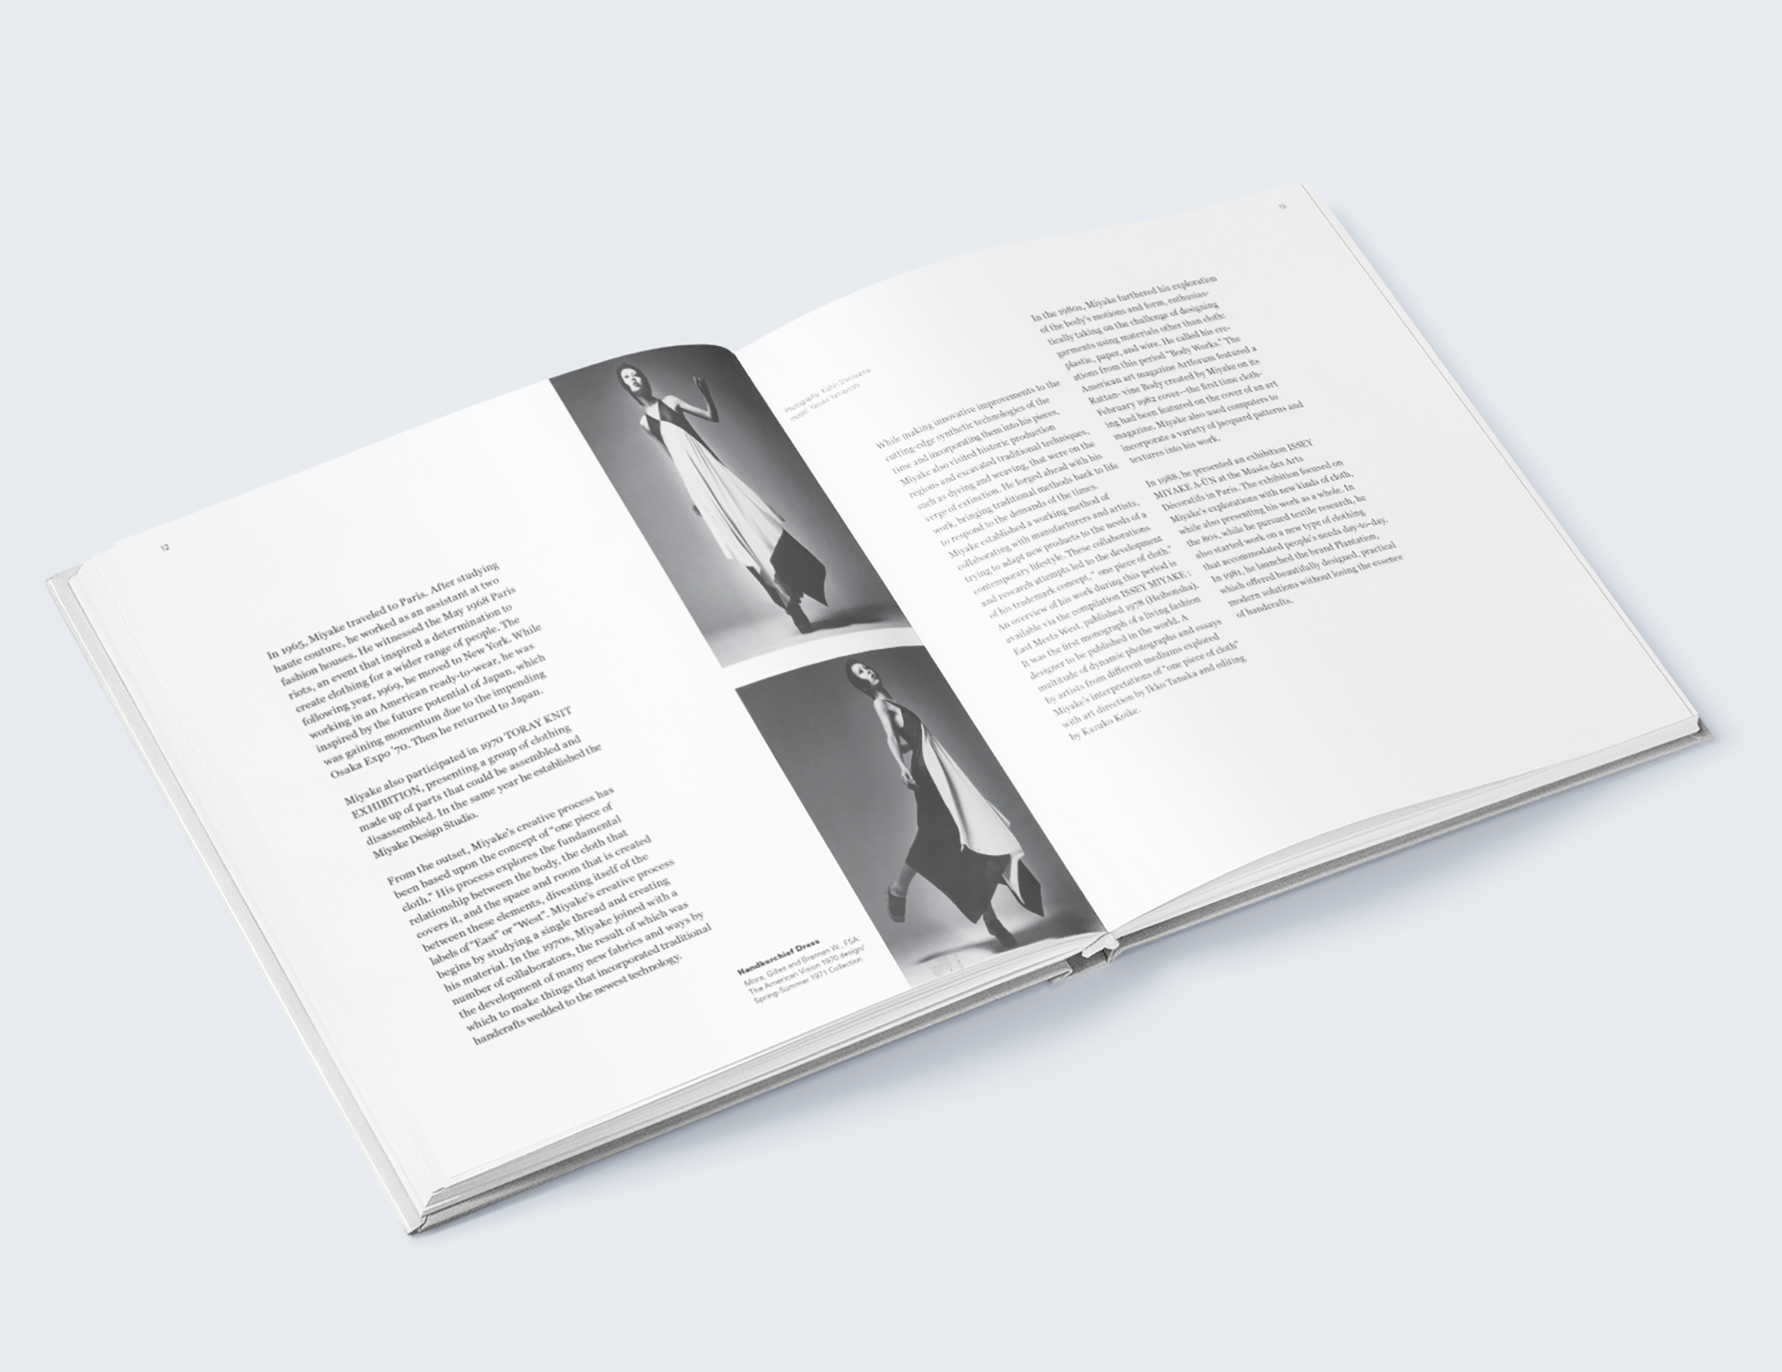 12
In 1965, Miyake traveled to Paris. After studying
haute couture, he worked as an assistant at two
fashion houses. He witnessed the May 1968 Paris
riots, an event that inspired a determination to
create clothing for a wider range of people. The
following year, 1969, he moved to New York. While
working in an American ready-to-wear, he was
inspired by the future potential of Japan, which
was gaining momentum due to the impending
Osaka Expo '70. Then he returned to Japan.
Miyake also participated in 1970 TORAY KNIT
EXHIBITION, presenting a group of clothing
made up of parts that could be assembled and
disassembled. In the same year he established the
Miyake Design Studio.
From the outset, Miyake's creative process has
been based upon the concept of "one piece of
cloth." His process explores the fundamental
relationship between the body, the cloth that
covers it, and the space and room that is created
between these elements, divesting itself of the
labels of "East" or "West". Miyake's creative process
begins by studying a single thread and creating
his material. In the 1970s, Miyake joined with a
number of collaborators, the result of which was
the development of many new fabrics and ways by
which to make things that incorporated traditional
handcrafts wedded to the newest technology.
Handkerchief Dress
Mora, Gilles and Brannan W., FSA:
The American Vision 1970 design/
Spring-Summer 1971 Collection
Photography:
model:
While making innovative improvements to the
cutting-edge synthetic technologies of the
time and incorporating them into his pieces,
Miyake also visited historic production
regions and excavated traditional techniques,
such as dyeing and weaving, that were on the
verge of extinction. He forged ahead with his
work, bringing traditional methods back to life
to respond to the demands of the times.
Miyake established a working method of
collaborating with manufacturers and artists,
trying to adapt new products to the needs of a
contemporary lifestyle. These collaborations
and research attempts led to the development
of his trademark concept, " one piece of cloth."
An overview of his work during this period is
available via the compilation ISSEY MIYAKE :
East Meets West, published 1978 (Heibonsha).
It was the first monograph of a living fashion
designer to be published in the world. A
multitude of dynamic photographs and essays
by artists from different mediums explored
Miyake's interpretations of "one piece of cloth"
with art direction by Ikko Tanaka and editing
by Kazuko Koike.
13
In the 1980s, Miyake furthered his exploration
of the body's motions and form, enthusias-
tically taking on the challenge of designing
garments using materials other than cloth:
plastic, paper, and wire. He called his cre-
ations from this period "Body Works." The
American art magazine Artforum featured a
Rattan- vine Body created by Miyake on its
February 1982 cover—the first time cloth-
ing had been featured on the cover of an art
magazine. Miyake also used computers to
incorporate a variety of jacquard patterns and
textures into his work.
In 1988, he presented an exhibition ISSEY
MIYAKE A-ŪN at the Musée des Arts
Décoratifs in Paris. The exhibition focused on
Miyake's explorations with new kinds of cloth,
while also presenting his work as a whole. In
the 80s, while he pursued textile research, he
also started work on a new type of clothing
that accommodated people's needs day-to-day.
In 1981, he launched the brand Plantation,
which offered beautifully designed, practical
modern solutions without losing the essence
of handcrafts.